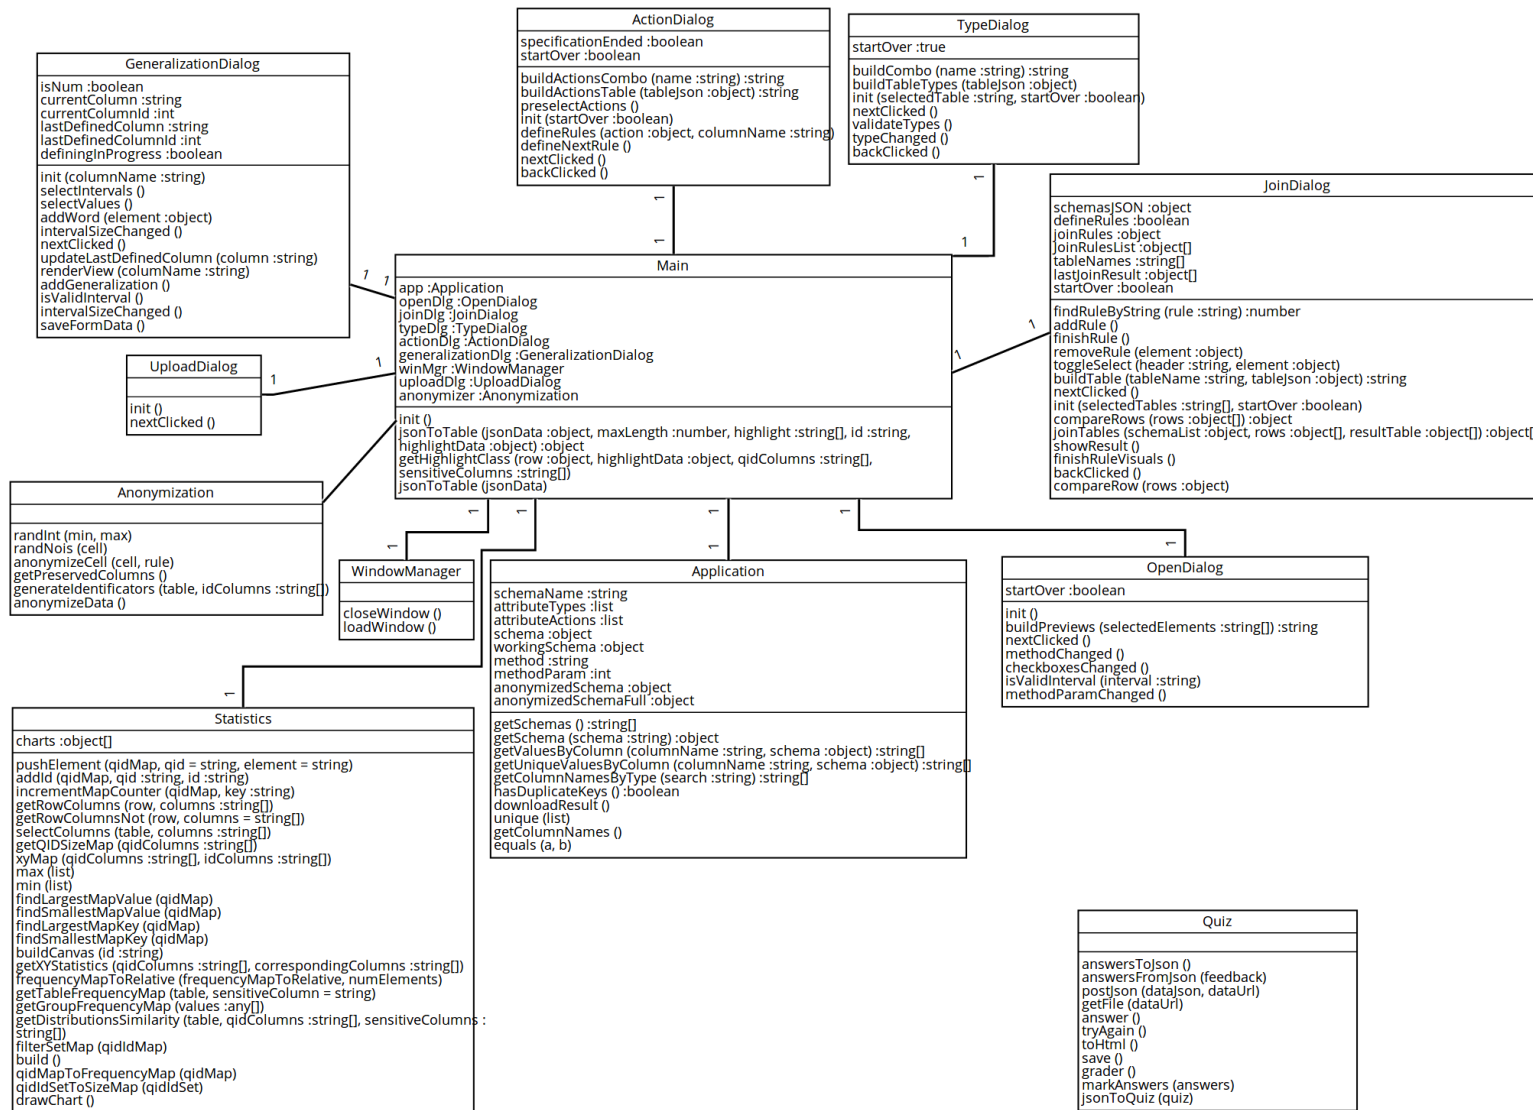 ActionDialog
specificationEnded :boolean
startOver :boolean
buildActionsCombo (name :string) :string
buildActionsTable (tableJson :object) :string
preselectActions ()
init (startOver :boolean)
defineRules (action :object, columnName :string)
defineNextRule ()
nextClicked ()
backClicked ()
TypeDialog
startOver :true
buildCombo (name :string) :string
buildTableTypes (tableJson :object)
init (selectedTable :string, startOver :boolean)
nextClicked ()
validateTypes ()
typeChanged ()
backClicked ()
GeneralizationDialog
isNum :boolean
currentColumn :string
currentColumnId :int
lastDefinedColumn :string
lastDefinedColumnId :int
definingInProgress :boolean
init (columnName :string)
selectIntervals ()
selectValues ()
addWord (element :object)
intervalSizeChanged ()
nextClicked ()
updateLastDefinedColumn (column :string)
renderView (columName :string)
addGeneralization ()
isValidInterval ()
intervalSizeChanged ()
saveFormData ()
JoinDialog
schemasJSON :object
defineRules :boolean
joinRules :object
joinRulesList :object[]
tableNames :string[]
lastJoinResult :object[]
startOver :boolean
findRuleByString (rule :string) :number
addRule ()
finishRule ()
removeRule (element :object)
toggleSelect (header :string, element :object)
buildTable (tableName :string, tableJson :object) :string
nextClicked ()
init (selectedTables :string[], startOver :boolean)
compareRows (rows :object[]) :object
joinTables (schemaList :object, rows :object[], resultTable :object[]) :object[
showResult ()
finishRuleVisuals ()
backClicked ()
compareRow (rows :object)
1
1
1
1
1
1
1
1
1
1
Main
app :Application
openDlg :OpenDialog
joinDlg :JoinDialog
typeDlg :TypeDialog
actionDlg :ActionDialog
generalizationDlg :GeneralizationDialog
winMgr :WindowManager
uploadDlg :UploadDialog
anonymizer :Anonymization
init ()
jsonToTable (jsonData :object, maxLength :number, highlight :string[], id :string,
highlightData :object) :object
getHighlightClass (row :object, highlightData :object, qidColumns :string[],
sensitiveColumns :string[])
jsonToTable (jsonData)
UploadDialog
init ()
nextClicked ()
Anonymization
randInt (min, max)
randNois (cell)
anonymizeCell (cell, rule)
getPreservedColumns ()
generateIdentificators (table, idColumns :string[])
anonymizeData ()
1
1
1
1
1
1
1
1
WindowManager
closeWindow ()
loadWindow ()
Application
schemaName :string
attributeTypes :list
attributeActions :list
schema :object
workingSchema :object
method :string
methodParam :int
anonymizedSchema :object
anonymizedSchemaFull :object
getSchemas () :string[]
getSchema (schema :string) :object
getValuesByColumn (columnName :string, schema :object) :string[]
getUniqueValuesByColumn (columnName :string, schema :object) :string[]
getColumnNamesByType (search :string) :string[]
hasDuplicateKeys () :boolean
downloadResult ()
unique (list)
getColumnNames ()
equals (a, b)
OpenDialog
startOver :boolean
init ()
buildPreviews (selectedElements :string[]) :string
nextClicked ()
methodChanged ()
checkboxesChanged ()
isValidInterval (interval :string)
methodParamChanged ()
Statistics
charts :object[]
pushElement (qidMap, qid = string, element = string)
addId (qidMap, qid :string, id :string)
incrementMapCounter (qidMap, key :string)
getRowColumns (row, columns :string[])
getRowColumnsNot (row, columns = string[])
selectColumns (table, columns :string[])
getQIDSizeMap (qidColumns :string[])
xyMap (qidColumns :string[], idColumns :string[])
max (list)
min (list)
findLargestMapValue (qidMap)
findSmallestMapValue (qidMap)
findLargestMapKey (qidMap)
findSmallestMapKey (qidMap)
buildCanvas (id :string)
getXYStatistics (qidColumns :string[], correspondingColumns :string[])
frequencyMapToRelative (frequencyMapToRelative, numElements)
getTableFrequencyMap (table, sensitiveColumn = string)
getGroupFrequencyMap (values :any[])
getDistributionsSimilarity (table, qidColumns :string[], sensitiveColumns :
string[])
filterSetMap (qidIdMap)
build ()
qidMapToFrequencyMap (qidMap)
qidIdSetToSizeMap (qidIdSet)
drawChart ()
Quiz
answersToJson ()
answersFromJson (feedback)
postJson (dataJson, dataUrl)
getFile (dataUrl)
answer ()
tryAgain ()
toHtml ()
save ()
grader ()
markAnswers (answers)
jsonToQuiz (quiz)